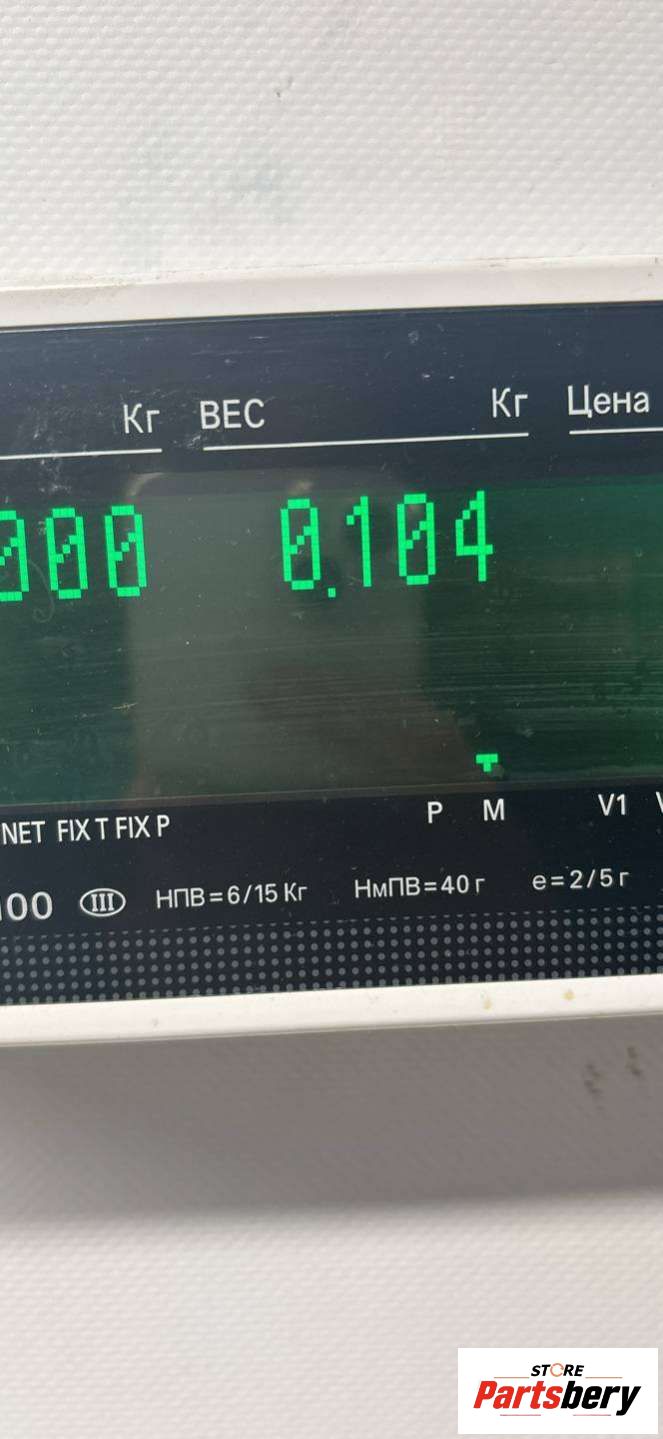 Кг ВЕС Кг Цена
000 0.104
NET FIX T FIX P P M V1
00 III НПВ=6/15 Кг НмПВ=40 г e=2/5 г
STORE
Partsbery